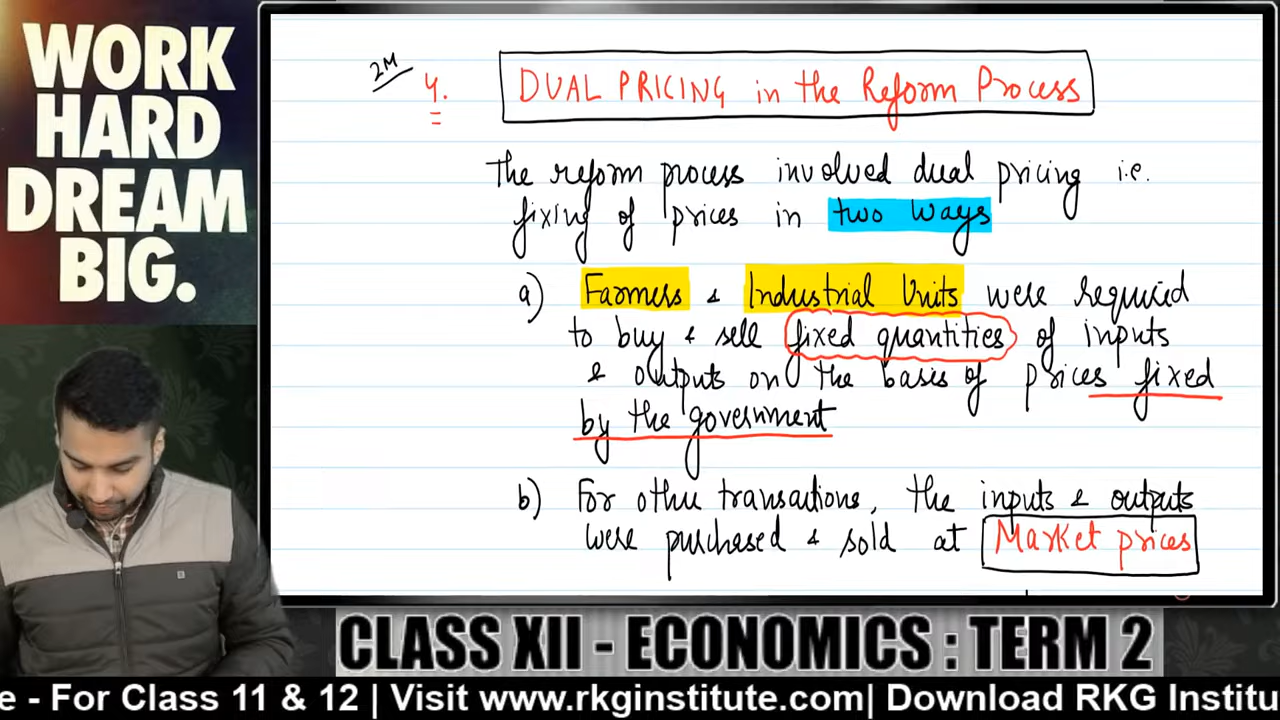 WORK
HARD
DREAM
BIG.
2M
4.
DUAL PRICING in the Reform Process
The reform process involved dual pricing i.e.
fixing of prices in two ways
a) Farmers & Industrial Units were required
to buy & sell fixed quantities of inputs
& outputs on the basis of prices fixed
by the government
b) For other transactions, the inputs & outputs
were purchased & sold at Market prices
CLASS XII - ECONOMICS : TERM 2
e - For Class 11 & 12 | Visit www.rkginstitute.com| Download RKG Institu